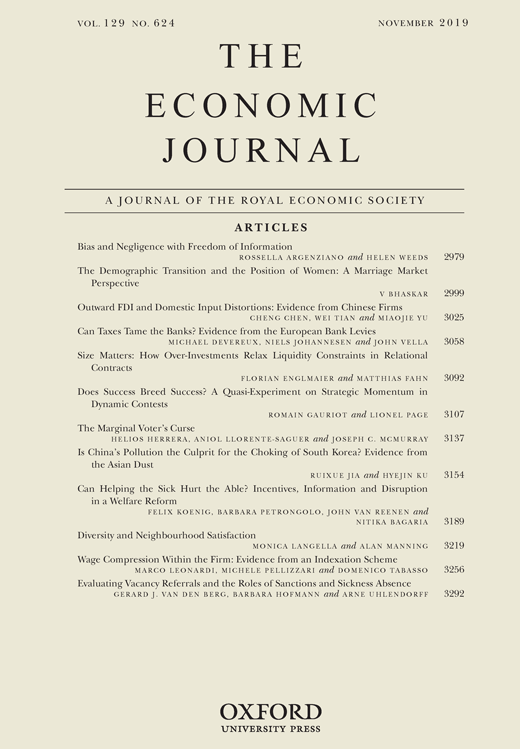 VOL. 129 NO. 624
NOVEMBER 2019
THE
ECONOMIC
JOURNAL
A JOURNAL OF THE ROYAL ECONOMIC SOCIETY
ARTICLES
Bias and Negligence with Freedom of Information
ROSSELLA ARGENZIANO and HELEN WEEDS 2979
The Demographic Transition and the Position of Women: A Marriage Market
Perspective
V BHASKAR 2999
Outward FDI and Domestic Input Distortions: Evidence from Chinese Firms
CHENG CHEN, WEI TIAN and MIAOJIE YU 3025
Can Taxes Tame the Banks? Evidence from the European Bank Levies
MICHAEL DEVEREUX, NIELS JOHANNESEN and JOHN VELLA 3058
Size Matters: How Over-Investments Relax Liquidity Constraints in Relational
Contracts
FLORIAN ENGLMAIER and MATTHIAS FAHN 3092
Does Success Breed Success? A Quasi-Experiment on Strategic Momentum in
Dynamic Contests
ROMAIN GAURIOT and LIONEL PAGE 3107
The Marginal Voter's Curse
HELIOS HERRERA, ANIOL LLORENTE-SAGUER and JOSEPH C. MCMURRAY 3137
Is China's Pollution the Culprit for the Choking of South Korea? Evidence from
the Asian Dust
RUIXUE JIA and HYEJIN KU 3154
Can Helping the Sick Hurt the Able? Incentives, Information and Disruption
in a Welfare Reform
FELIX KOENIG, BARBARA PETRONGOLO, JOHN VAN REENEN and
NITIKA BAGARIA 3189
Diversity and Neighbourhood Satisfaction
MONICA LANGELLA and ALAN MANNING 3219
Wage Compression Within the Firm: Evidence from an Indexation Scheme
MARCO LEONARDI, MICHELE PELLIZZARI and DOMENICO TABASSO 3256
Evaluating Vacancy Referrals and the Roles of Sanctions and Sickness Absence
GERARD J. VAN DEN BERG, BARBARA HOFMANN and ARNE UHLENDORFF 3292
OXFORD
UNIVERSITY PRESS